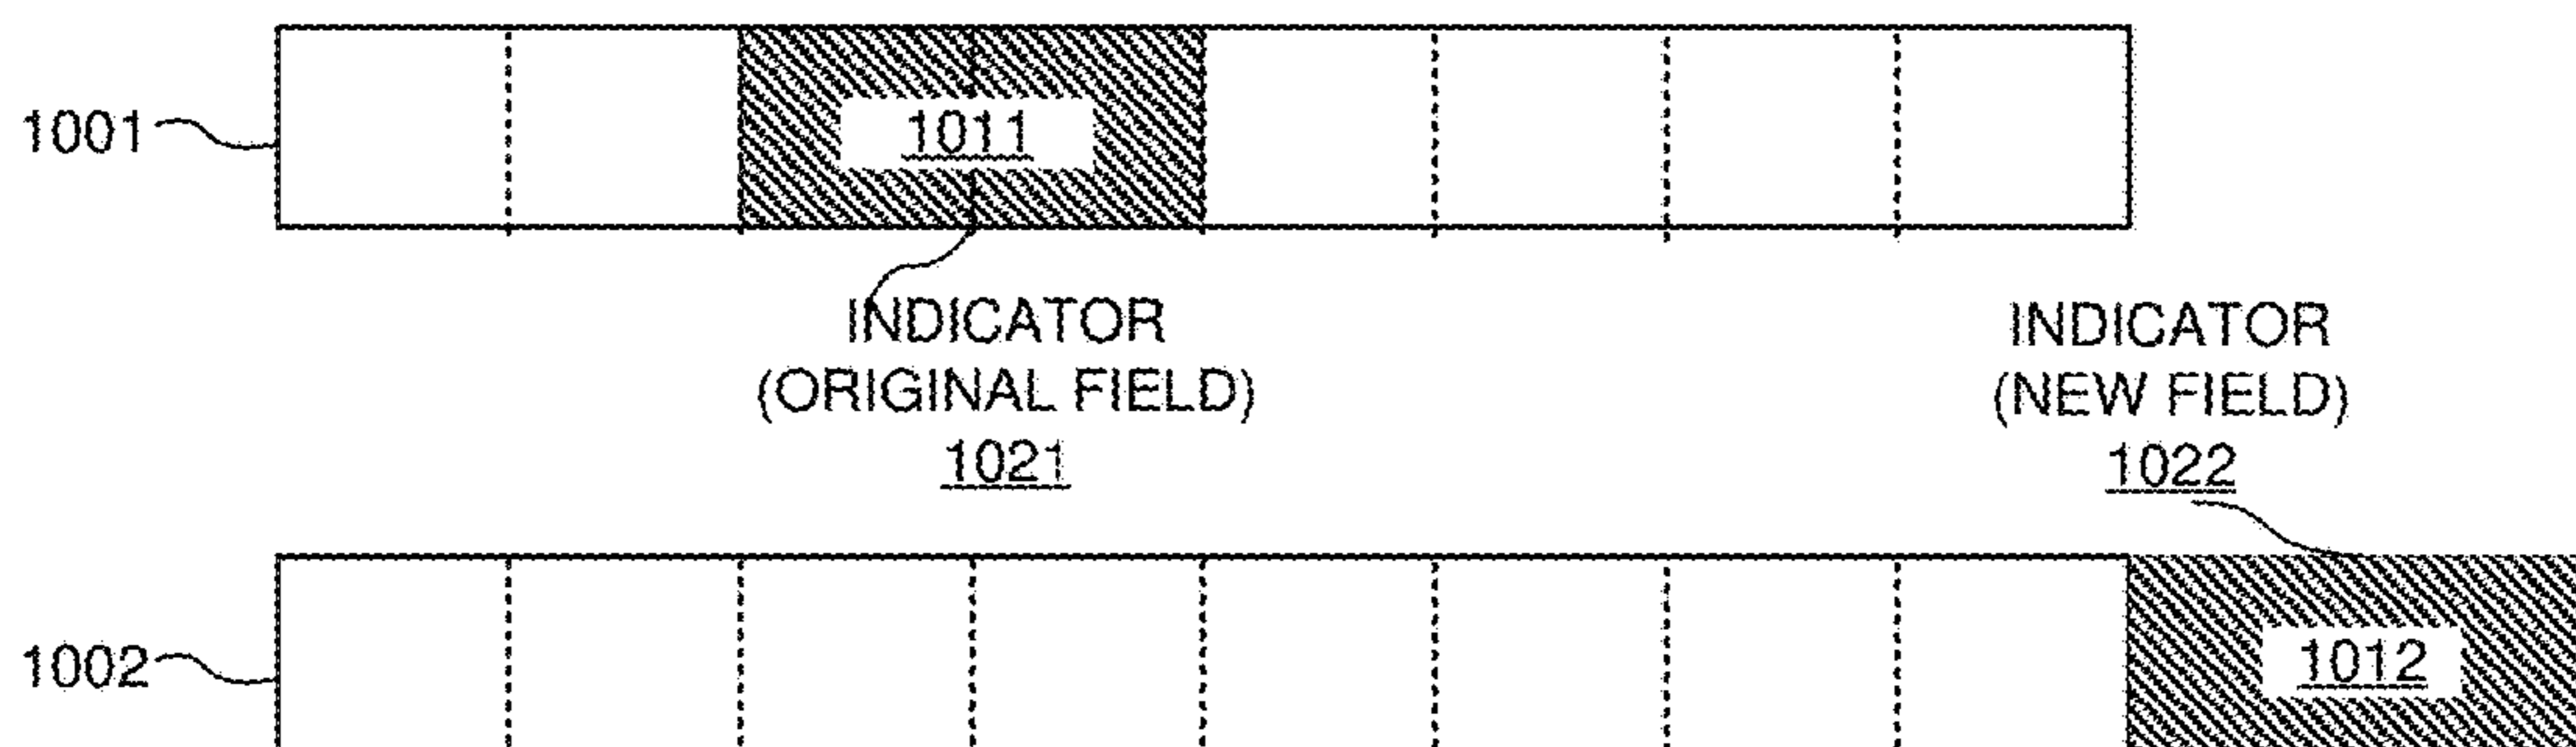 1001
1011
INDICATOR
(ORIGINAL FIELD)
1021
INDICATOR
(NEW FIELD)
1022
1002
1012